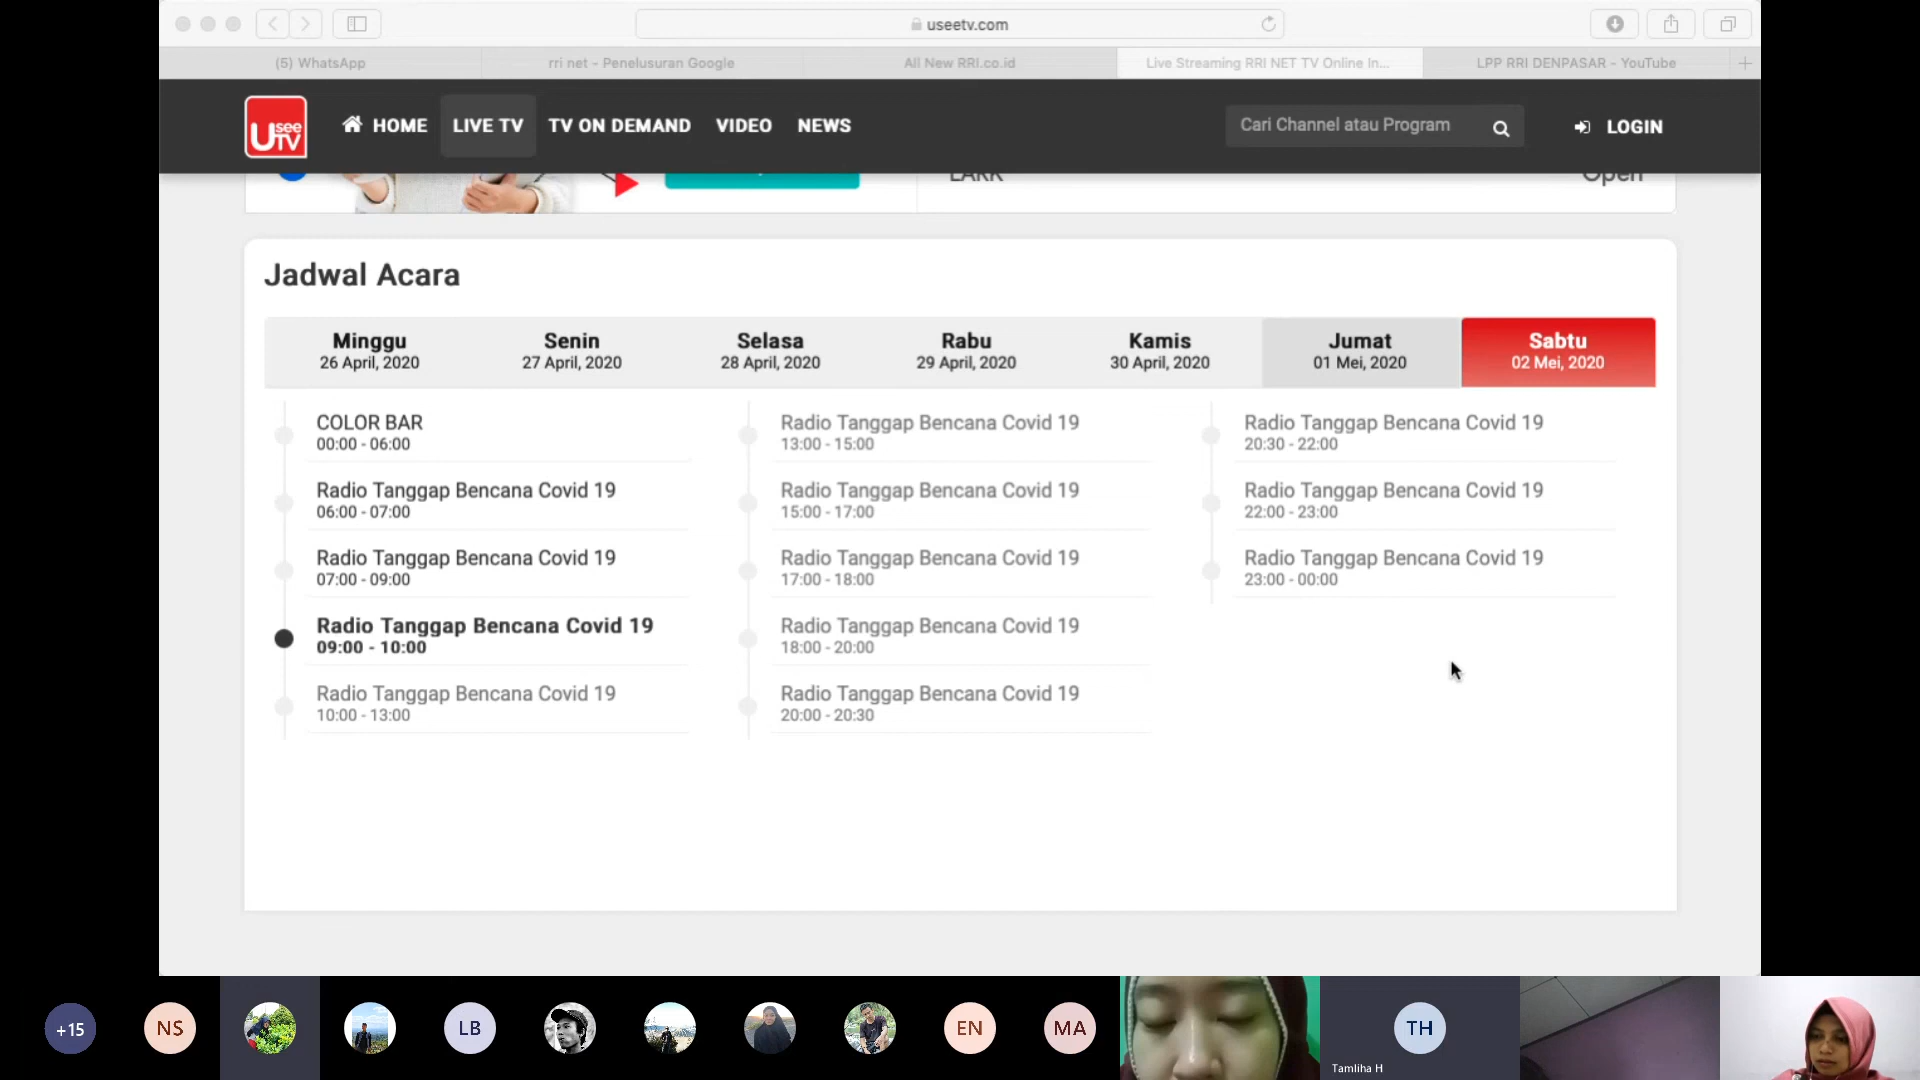 useetv.com
(5) WhatsApp
rri net - Penelusuran Google
All New RRI.co.id
Live Streaming RRI NET TV Online In...
LPP RRI DENPASAR - YouTube
Usee TV
HOME
LIVE TV
TV ON DEMAND
VIDEO
NEWS
Cari Channel atau Program
LOGIN
LARK
Open
Jadwal Acara
Minggu
26 April, 2020
Senin
27 April, 2020
Selasa
28 April, 2020
Rabu
29 April, 2020
Kamis
30 April, 2020
Jumat
01 Mei, 2020
Sabtu
02 Mei, 2020
COLOR BAR
00:00 - 06:00
Radio Tanggap Bencana Covid 19
06:00 - 07:00
Radio Tanggap Bencana Covid 19
07:00 - 09:00
Radio Tanggap Bencana Covid 19
09:00 - 10:00
Radio Tanggap Bencana Covid 19
10:00 - 13:00
Radio Tanggap Bencana Covid 19
13:00 - 15:00
Radio Tanggap Bencana Covid 19
15:00 - 17:00
Radio Tanggap Bencana Covid 19
17:00 - 18:00
Radio Tanggap Bencana Covid 19
18:00 - 20:00
Radio Tanggap Bencana Covid 19
20:00 - 20:30
Radio Tanggap Bencana Covid 19
20:30 - 22:00
Radio Tanggap Bencana Covid 19
22:00 - 23:00
Radio Tanggap Bencana Covid 19
23:00 - 00:00
+15
NS
LB
EN
MA
TH
Tamliha H